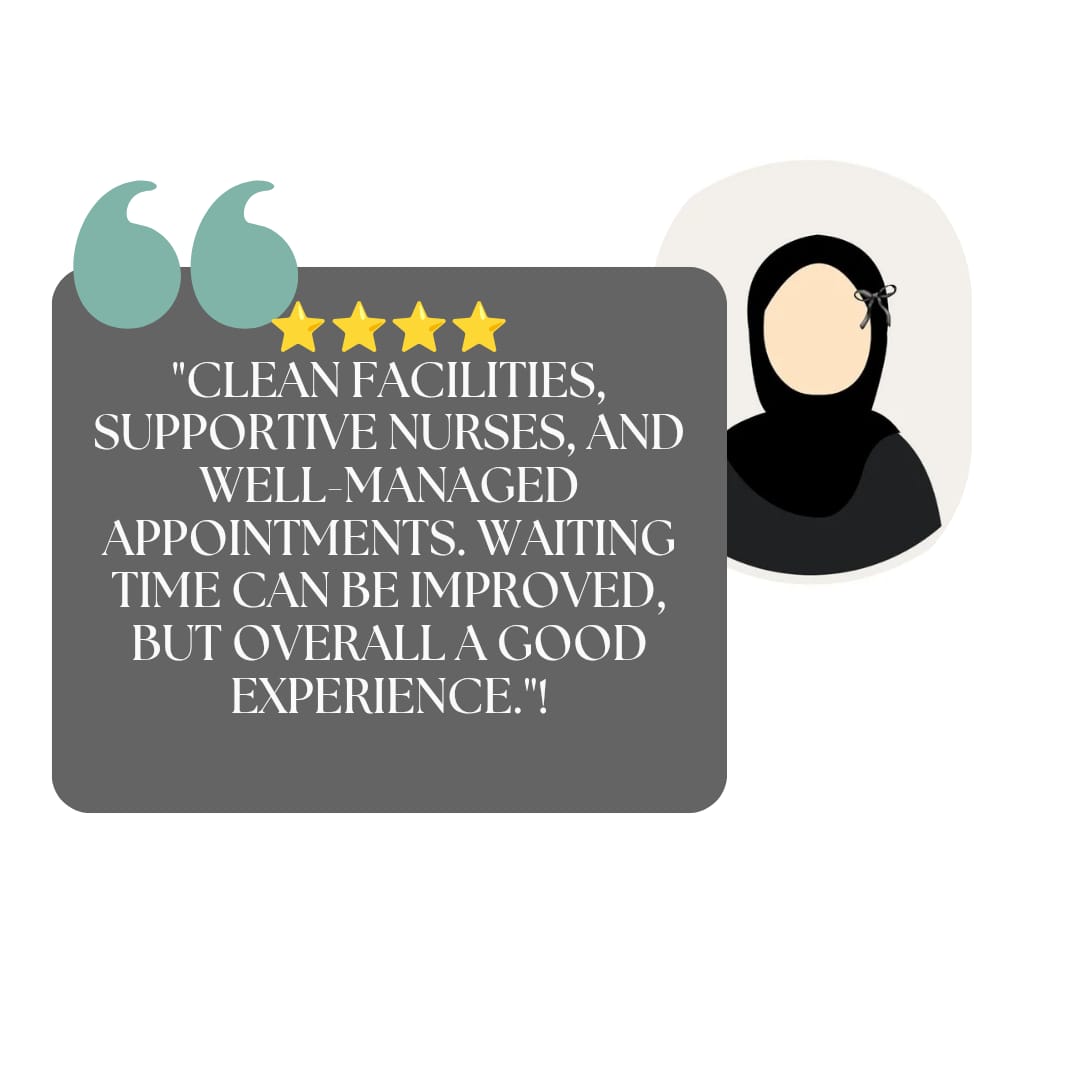 "CLEAN FACILITIES,
SUPPORTIVE NURSES, AND
WELL-MANAGED
APPOINTMENTS. WAITING
TIME CAN BE IMPROVED,
BUT OVERALL A GOOD
EXPERIENCE."!